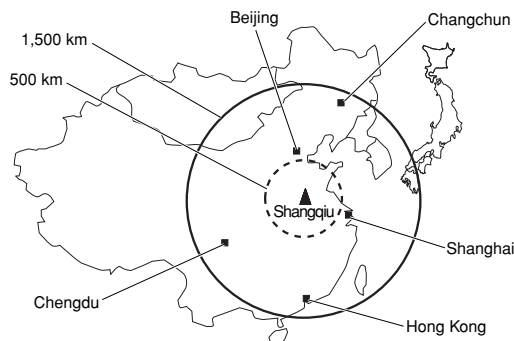 Beijing
Changchun
1,500 km
500 km
Shangqiu
Shanghai
Chengdu
Hong Kong